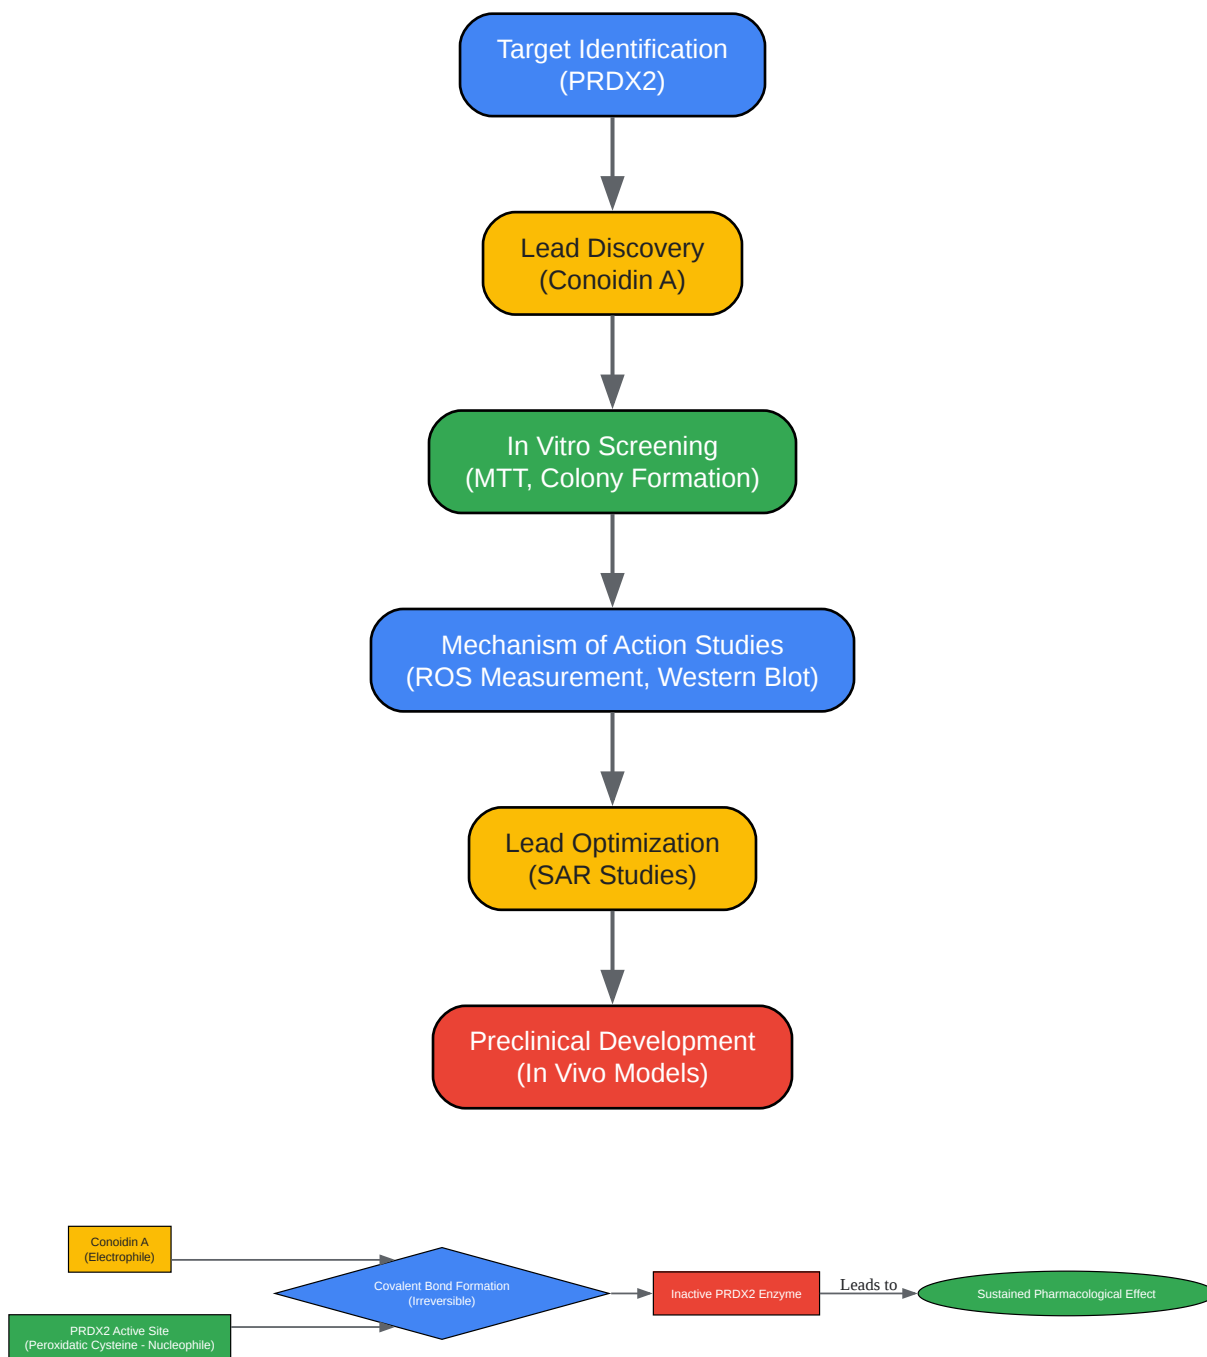 Target Identification
(PRDX2)
Lead Discovery
(Conoidin A)
In Vitro Screening
(MTT, Colony Formation)
Mechanism of Action Studies
(ROS Measurement, Western Blot)
Lead Optimization
(SAR Studies)
Preclinical Development
(In Vivo Models)
Conoidin A
(Electrophile)
PRDX2 Active Site
(Peroxidatic Cysteine - Nucleophile)
Covalent Bond Formation
(Irreversible)
Inactive PRDX2 Enzyme
Leads to
Sustained Pharmacological Effect